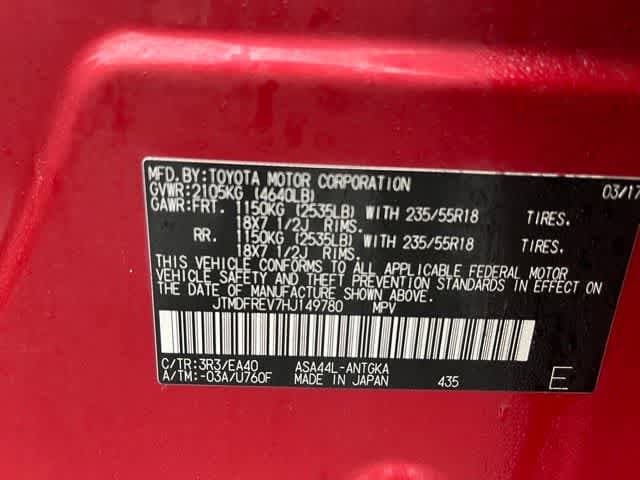 MFD. BY: TOYOTA MOTOR CORPORATION 03/17
GVWR: 2105KG (4640LB)
GAWR: FRT. 1150KG (2535LB) WITH 235/55R18 TIRES.
18X7 1/2J RIMS.
RR. 1150KG (2535LB) WITH 235/55R18 TIRES.
18X7 1/2J RIMS.
THIS VEHICLE CONFORMS TO ALL APPLICABLE FEDERAL MOTOR
VEHICLE SAFETY AND THEFT PREVENTION STANDARDS IN EFFECT ON
THE DATE OF MANUFACTURE SHOWN ABOVE.
JTMDFREV7HJ149780 MPV
C/TR: 3R3/EA40 ASA44L-ANTGKA
A/TM: -03A/U760F MADE IN JAPAN 435 E